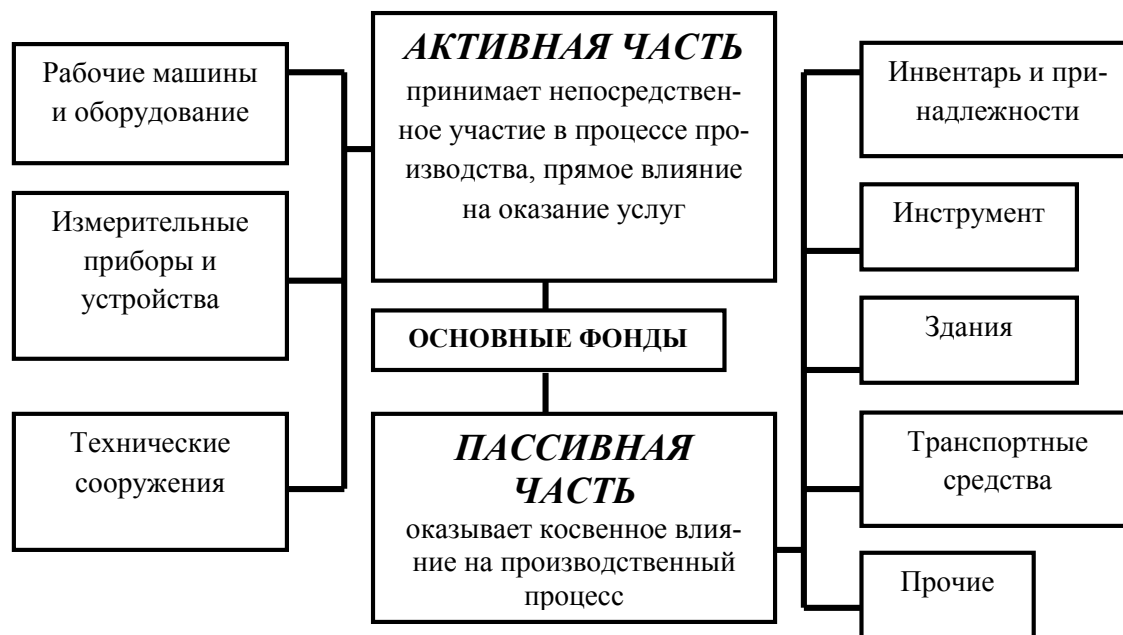 Рабочие машины
и оборудование
Измерительные
приборы и
устройства
Технические
сооружения
АКТИВНАЯ ЧАСТЬ
принимает непосредствен-
ное участие в процессе про-
изводства, прямое влияние
на оказание услуг
ОСНОВНЫЕ ФОНДЫ
ПАССИВНАЯ
ЧАСТЬ
оказывает косвенное влия-
ние на производственный
процесс
Инвентарь и при-
надлежности
Инструмент
Здания
Транспортные
средства
Прочие